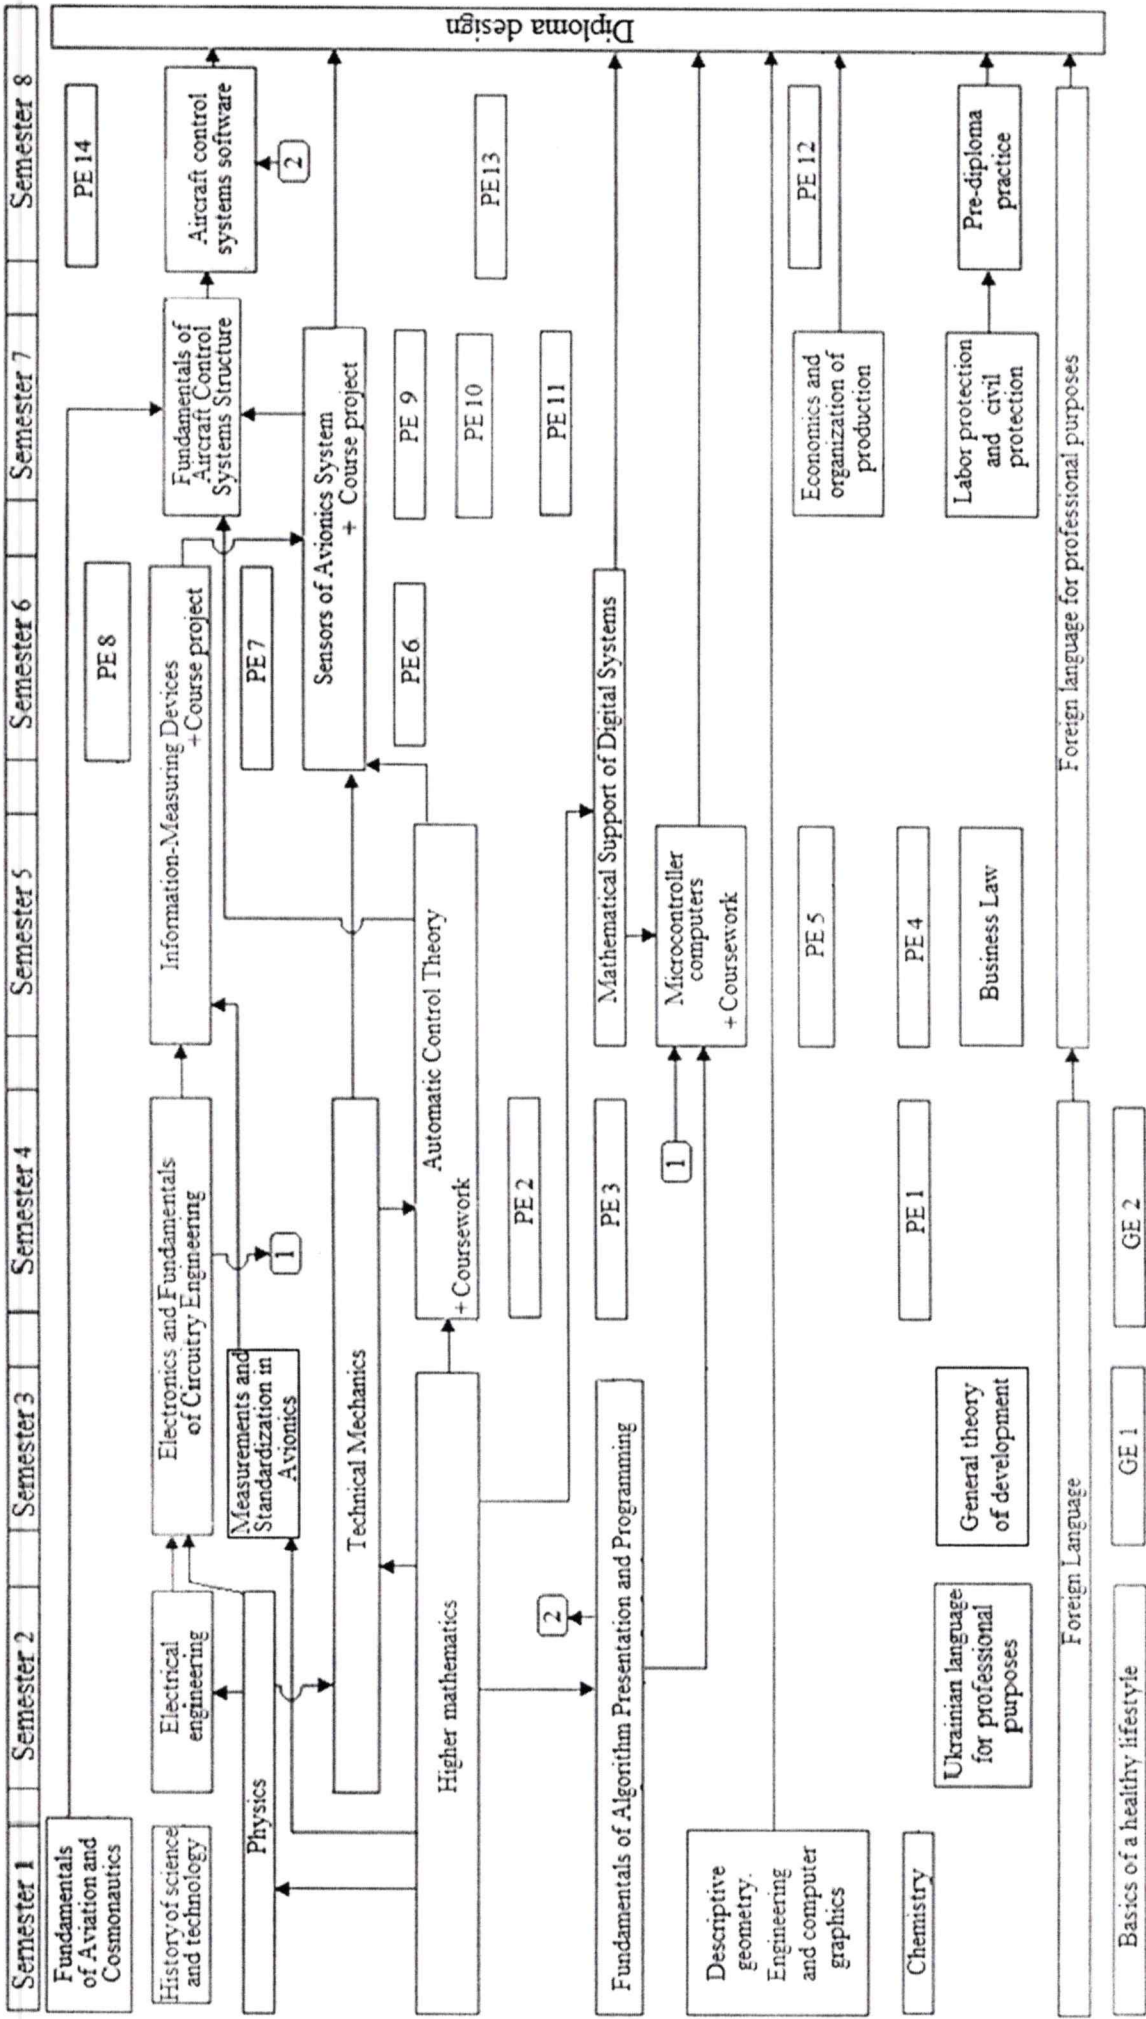 Semester 1
Semester 2
Semester 3
Semester 4
Semester 5
Semester 6
Semester 7
Semester 8
Fundamentals
of Aviation and
Cosmonautics
PE 8
PE 14
History of science
and technology
Electrical
engineering
Electronics and Fundamentals
of Circuitry Engineering
Information-Measuring Devices
+Course project
Fundamentals of
Aircraft Control
Systems Structure
Aircraft control
systems software
Physics
Measurements and
Standardization in
Avionics
1
PE 7
2
Technical Mechanics
Sensors of Avionics System
+ Course project
Higher mathematics
Automatic Control Theory
+ Coursework
PE 6
PE 9
PE 10
PE13
2
PE 2
PE 11
Fundamentals of Algorithm Presentation and Programming
PE 3
Mathematical Support of Digital Systems
1
Microcontroller
computers
+ Coursework
Descriptive
geometry.
Engineering
and computer
graphics
PE 5
Economics and
organization of
production
PE 12
Chemistry
PE 1
PE 4
Ukrainian language
for professional
purposes
General theory
of development
Business Law
Labor protection
and civil
protection
Pre-diploma
practice
Foreign Language
Foreign language for professional purposes
Basics of a healthy lifestyle
GE 1
GE 2
Diploma design